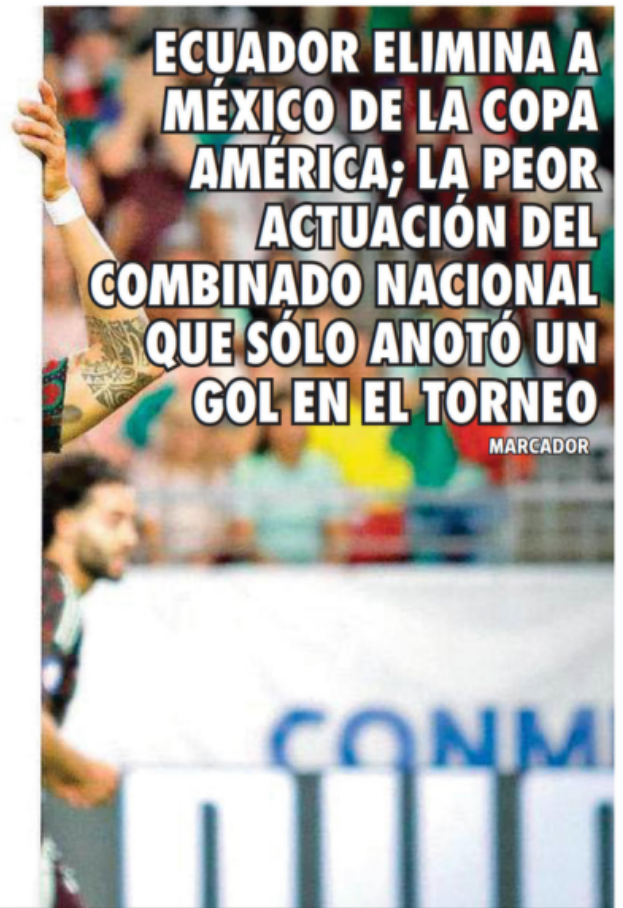 ECUADOR ELIMINA A
MÉXICO DE LA COPA
AMÉRICA; LA PEOR
ACTUACIÓN DEL
COMBINADO NACIONAL
QUE SÓLO ANOTÓ UN
GOL EN EL TORNEO
MARCADOR
CONM